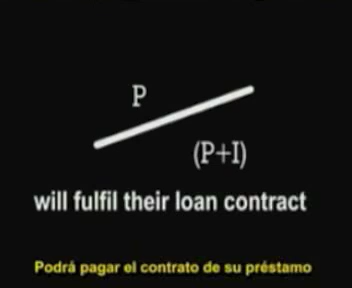 P
(P+I)
will fulfil their loan contract
Podrá pagar el contrato de su préstamo